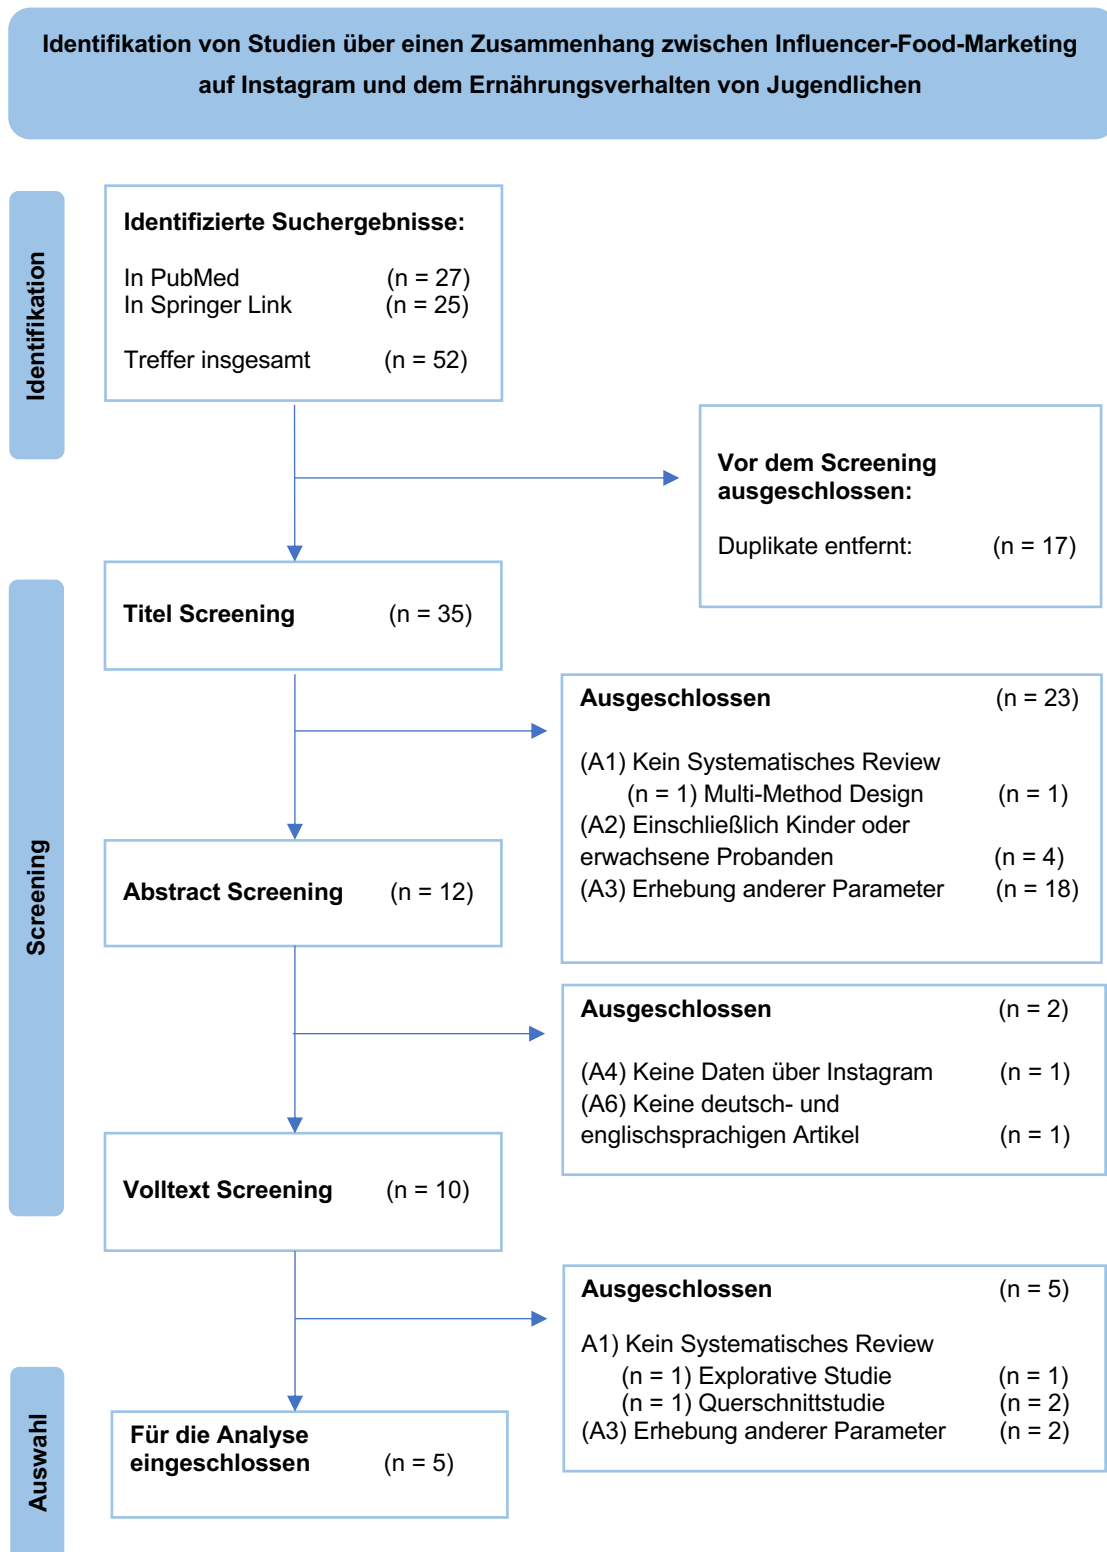 Identifikation von Studien über einen Zusammenhang zwischen Influencer-Food-Marketing
auf Instagram und dem Ernährungsverhalten von Jugendlichen
Identifikation
Identifizierte Suchergebnisse:
In PubMed (n = 27)
In Springer Link (n = 25)
Treffer insgesamt (n = 52)
Vor dem Screening
ausgeschlossen:
Duplikate entfernt: (n = 17)
Screening
Titel Screening (n = 35)
Ausgeschlossen (n = 23)
(A1) Kein Systematisches Review
(n = 1) Multi-Method Design (n = 1)
(A2) Einschließlich Kinder oder
erwachsene Probanden (n = 4)
(A3) Erhebung anderer Parameter (n = 18)
Abstract Screening (n = 12)
Ausgeschlossen (n = 2)
(A4) Keine Daten über Instagram (n = 1)
(A6) Keine deutsch- und
englischsprachigen Artikel (n = 1)
Volltext Screening (n = 10)
Ausgeschlossen (n = 5)
A1) Kein Systematisches Review
(n = 1) Explorative Studie (n = 1)
(n = 1) Querschnittstudie (n = 2)
(A3) Erhebung anderer Parameter (n = 2)
Auswahl
Für die Analyse
eingeschlossen (n = 5)